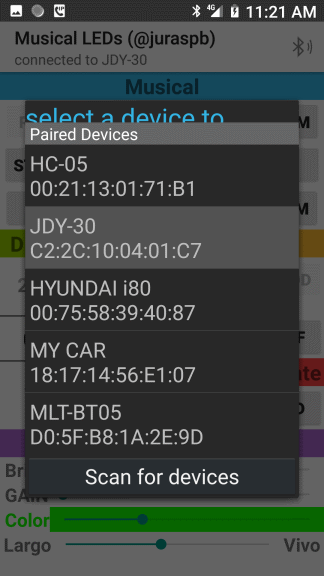 4G
11:21 AM
Musical LEDs (@juraspb)
connected to JDY-30
Musical
select a device to
Paired Devices
HC-05
00:21:13:01:71:B1
JDY-30
C2:2C:10:04:01:C7
HYUNDAI i80
00:75:58:39:40:87
MY CAR
18:17:14:56:E1:07
MLT-BT05
D0:5F:B8:1A:2E:9D
Scan for devices
GAIN
Color
Largo
Vivo